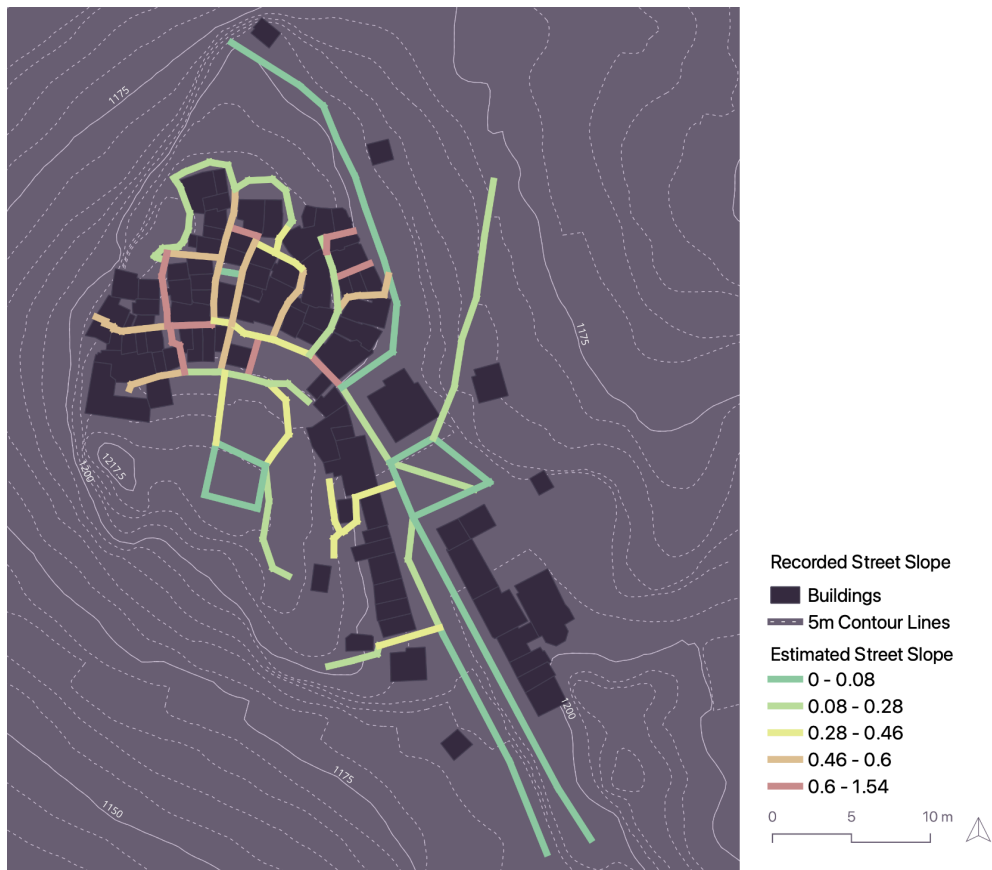 1175
1175
1217.5
1200
1200
1175
1150
Recorded Street Slope
Buildings
5m Contour Lines
Estimated Street Slope
0 - 0.08
0.08 - 0.28
0.28 - 0.46
0.46 - 0.6
0.6 - 1.54
0 5 10 m